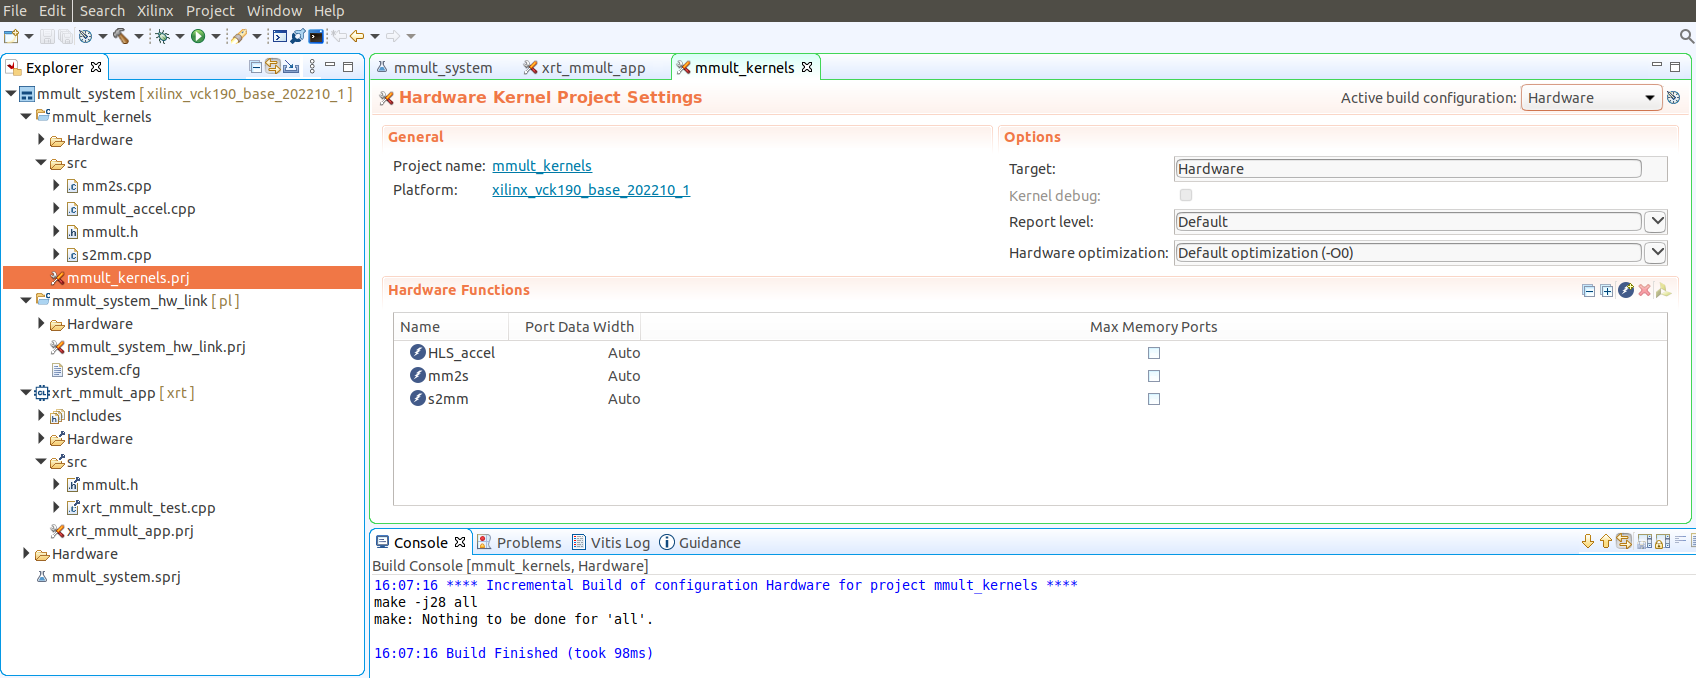 File Edit Search Xilinx Project Window Help
Explorer
mmult_system [ xilinx_vck190_base_202210_1 ]
mmult_kernels
Hardware
src
mm2s.cpp
mmult_accel.cpp
mmult.h
s2mm.cpp
mmult_kernels.prj
mmult_system_hw_link [ pl ]
Hardware
mmult_system_hw_link.prj
system.cfg
xrt_mmult_app [ xrt ]
Includes
Hardware
src
mmult.h
xrt_mmult_test.cpp
xrt_mmult_app.prj
Hardware
mmult_system.sprj
mmult_system xrt_mmult_app mmult_kernels
Hardware Kernel Project Settings Active build configuration: Hardware
General
Project name: mmult_kernels
Platform: xilinx_vck190_base_202210_1
Options
Target: Hardware
Kernel debug:
Report level: Default
Hardware optimization: Default optimization (-O0)
Hardware Functions
Name Port Data Width Max Memory Ports
HLS_accel Auto
mm2s Auto
s2mm Auto
Console Problems Vitis Log Guidance
Build Console [mmult_kernels, Hardware]
16:07:16 **** Incremental Build of configuration Hardware for project mmult_kernels ****
make -j28 all
make: Nothing to be done for 'all'.
16:07:16 Build Finished (took 98ms)